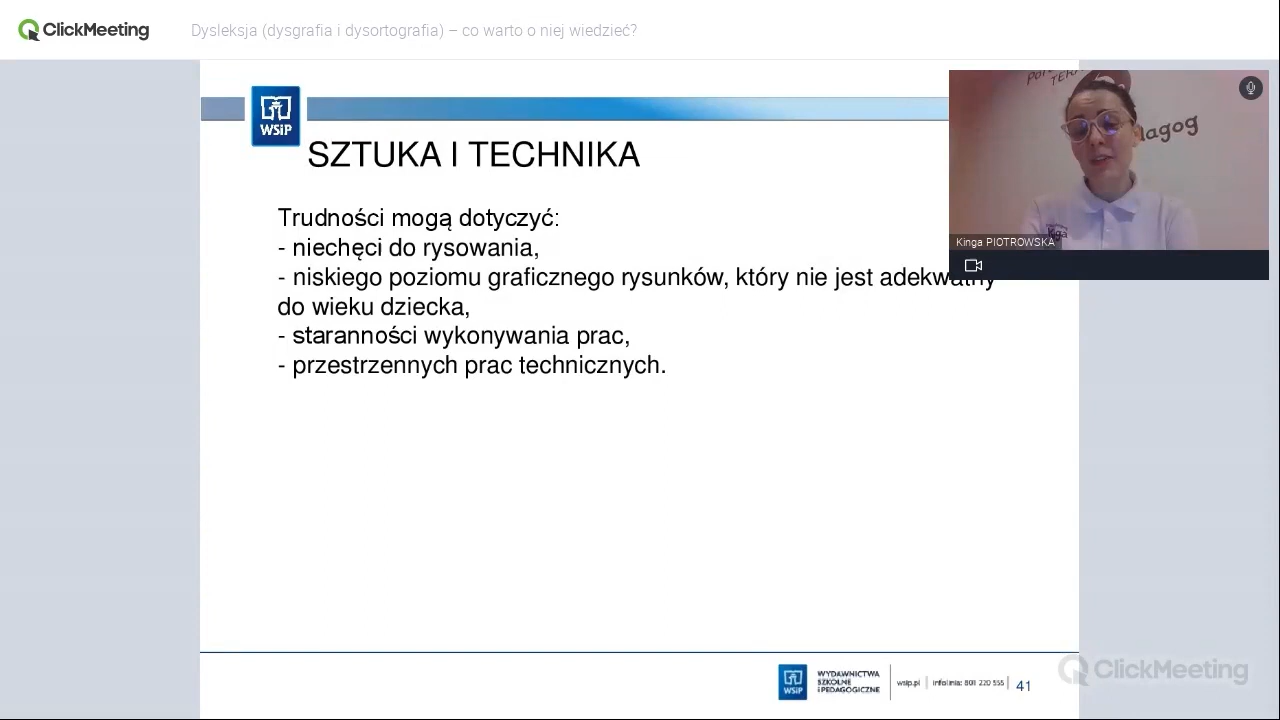 ClickMeeting
Dysleksja (dysgrafia i dysortografia) – co warto o niej wiedzieć?
WSiP
SZTUKA I TECHNIKA
Trudności mogą dotyczyć:
- niechęci do rysowania,
- niskiego poziomu graficznego rysunków, który nie jest adekwatny
do wieku dziecka,
- staranności wykonywania prac,
- przestrzennych prac technicznych.
Kinga PIOTROWSKA
WSiP
WYDAWNICTWA
SZKOLNE
i PEDAGOGICZNE
wsip.pl
infolinia: 801 220 555
41
ClickMeeting